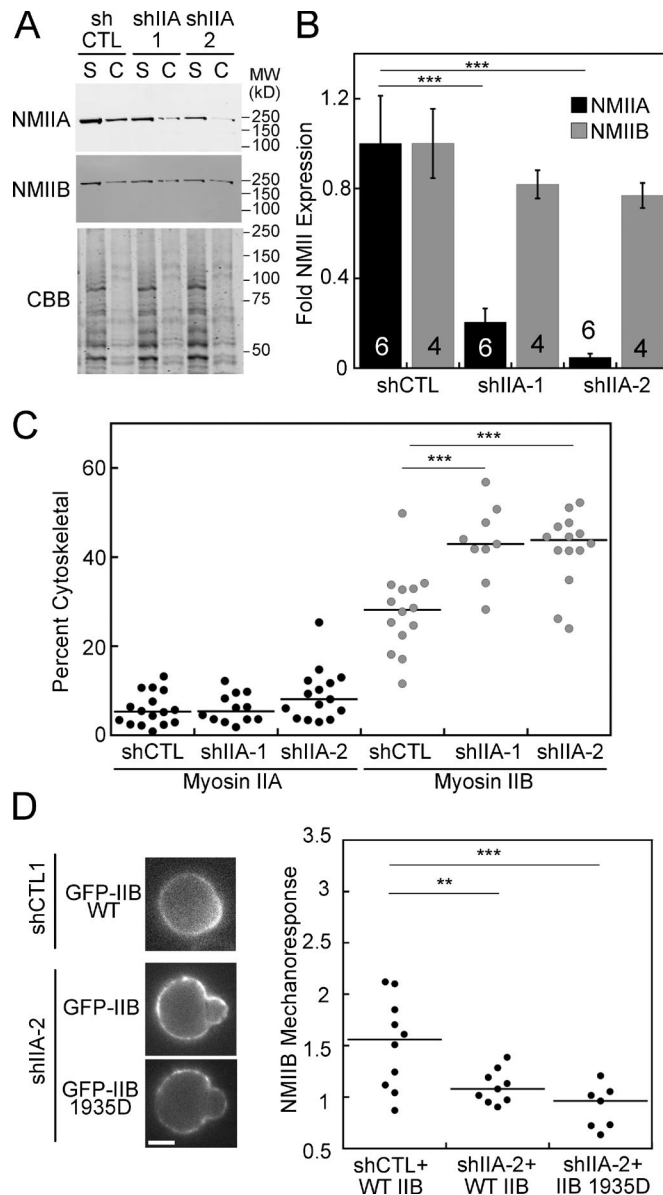 A
sh CTL shIIA 1 shIIA 2
S C S C S C MW (kD)
NMIIA
250
150
100
NMIIB
250
150
100
CBB
250
150
100
75
50
B
Fold NMII Expression
1.2
0.8
0.4
0
***
***
NMIIA
NMIIB
6 4 6 4 6 4
shCTL shIIA-1 shIIA-2
C
Percent Cytoskeletal
60
40
20
0
***
***
shCTL shIIA-1 shIIA-2 shCTL shIIA-1 shIIA-2
Myosin IIA Myosin IIB
D
shCTL1
GFP-IIB
WT
shIIA-2
GFP-IIB
GFP-IIB
1935D
NMIIB Mechanoresponse
3.5
3
2.5
2
1.5
1
0.5
***
**
shCTL+ shIIA-2+ shIIA-2+
WT IIB WT IIB IIB 1935D